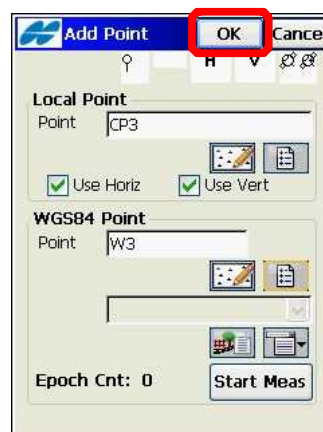 Add Point OK Cance
H V
Local Point
Point CP3
Use Horiz Use Vert
WGS84 Point
Point W3
Epoch Cnt: 0 Start Meas